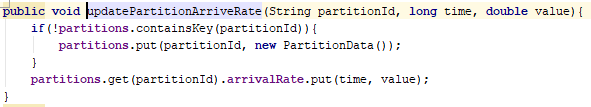 public void updatePartitionArriveRate(String partitionId, long time, double value){
if(!partitions.containsKey(partitionId)){
partitions.put(partitionId, new PartitionData());
}
partitions.get(partitionId).arrivalRate.put(time, value);
}